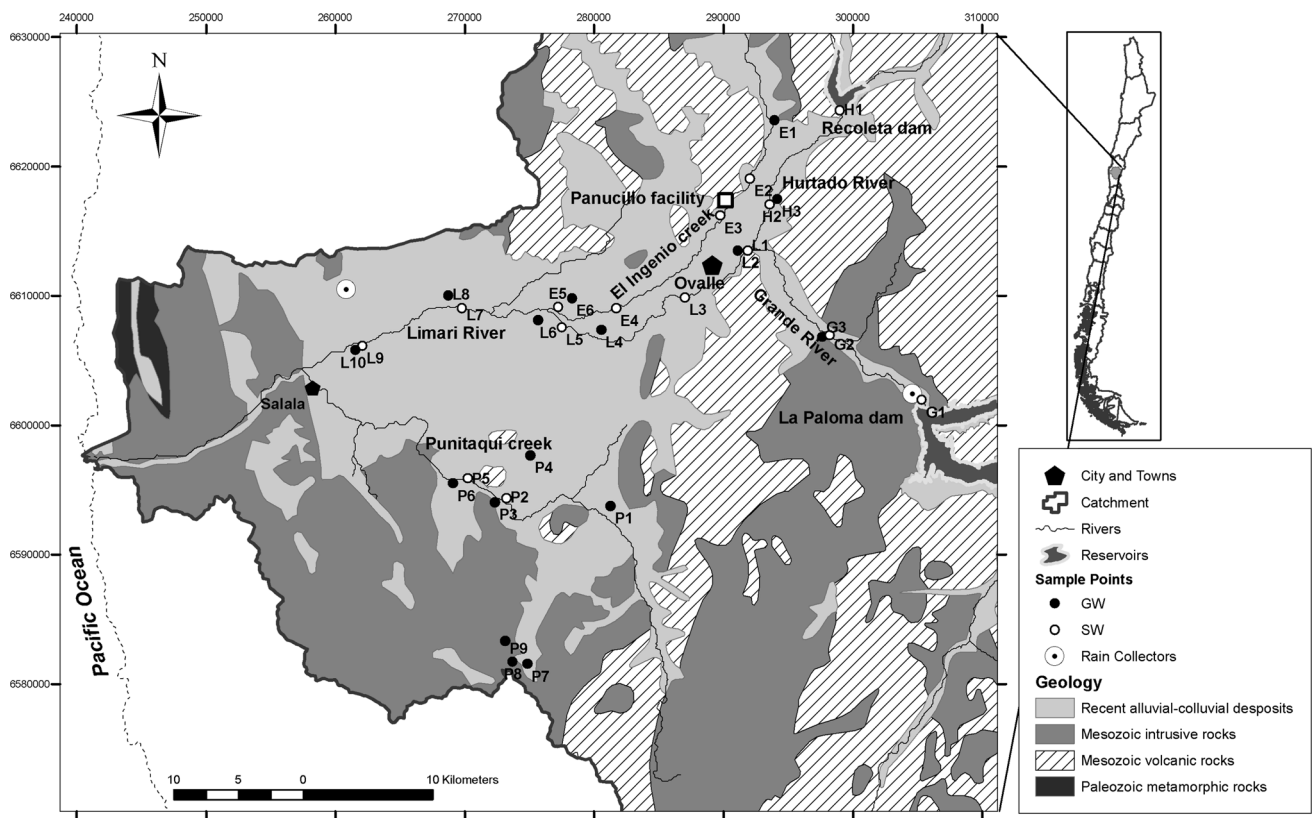 240000 250000 260000 270000 280000 290000 300000 310000
6630000
6620000
6610000
6600000
6590000
6580000
N
H1
Recoleta dam
E1
E2
Hurtado River
Panucillo facility
H3
H2
E3
El Ingenio creek
L1
L2
Ovalle
L3
Grande River
G3
G2
G1
La Paloma dam
L8
L7
E5
E6
E4
L6
L5
L4
Limari River
L9
L10
Salala
Punitaqui creek
P4
P5
P6
P2
P3
P1
P9
P8
P7
Pacific Ocean
10 5 0 10 Kilometers
City and Towns
Catchment
Rivers
Reservoirs
Sample Points
GW
SW
Rain Collectors
Geology
Recent alluvial-colluvial desposits
Mesozoic intrusive rocks
Mesozoic volcanic rocks
Paleozoic metamorphic rocks